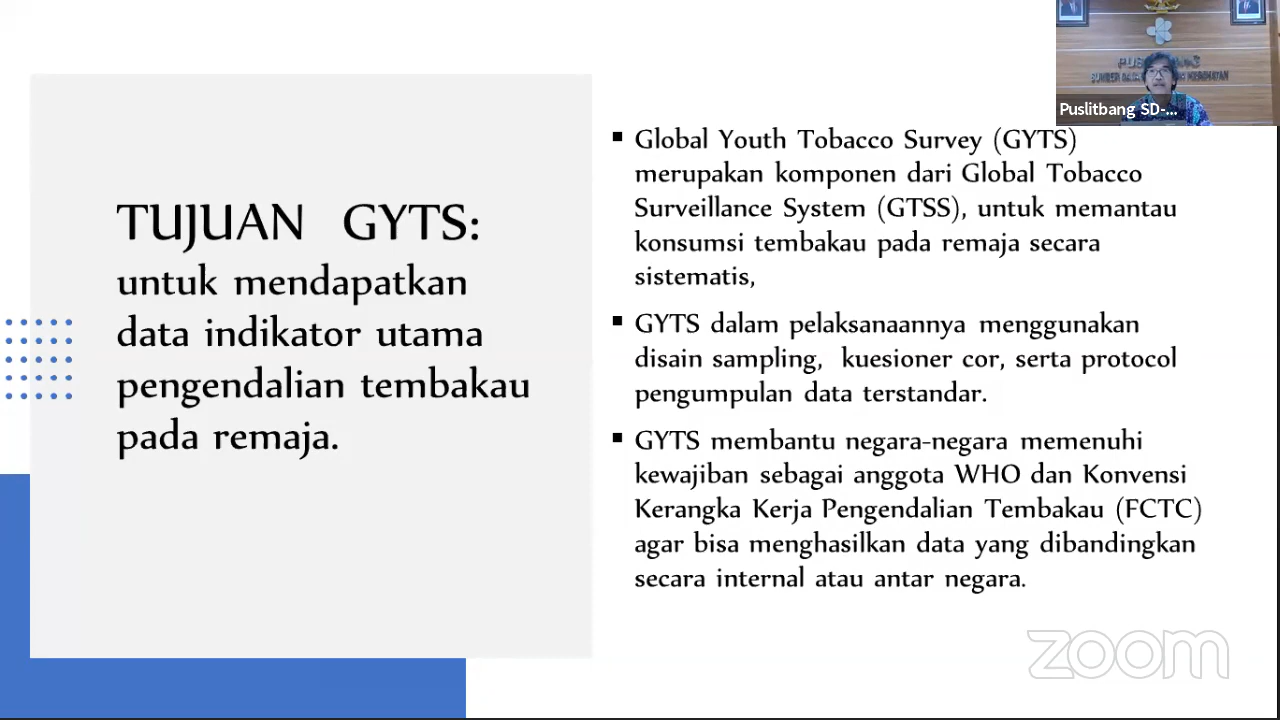 TUJUAN GYTS:
untuk mendapatkan
data indikator utama
pengendalian tembakau
pada remaja.
Puslitbang SD-...
▪ Global Youth Tobacco Survey (GYTS)
merupakan komponen dari Global Tobacco
Surveillance System (GTSS), untuk memantau
konsumsi tembakau pada remaja secara
sistematis,
▪ GYTS dalam pelaksanaannya menggunakan
disain sampling, kuesioner cor, serta protocol
pengumpulan data terstandar.
▪ GYTS membantu negara-negara memenuhi
kewajiban sebagai anggota WHO dan Konvensi
Kerangka Kerja Pengendalian Tembakau (FCTC)
agar bisa menghasilkan data yang dibandingkan
secara internal atau antar negara.
zoom